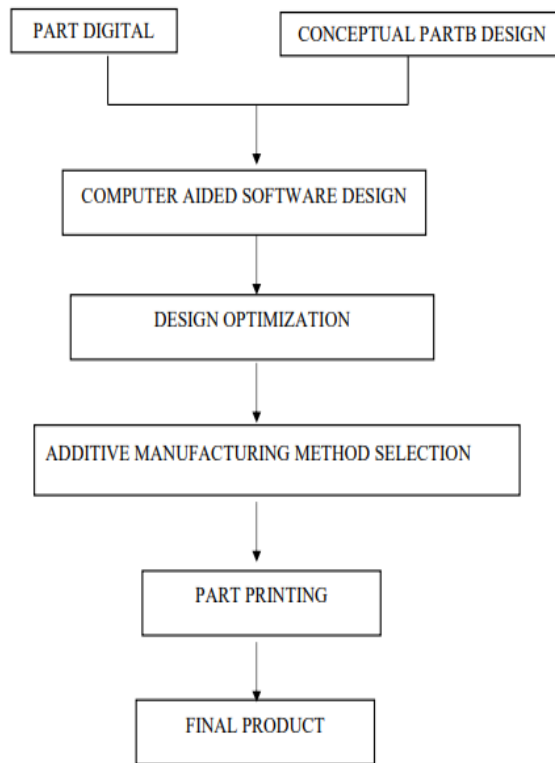 PART DIGITAL
CONCEPTUAL PARTB DESIGN
COMPUTER AIDED SOFTWARE DESIGN
DESIGN OPTIMIZATION
ADDITIVE MANUFACTURING METHOD SELECTION
PART PRINTING
FINAL PRODUCT